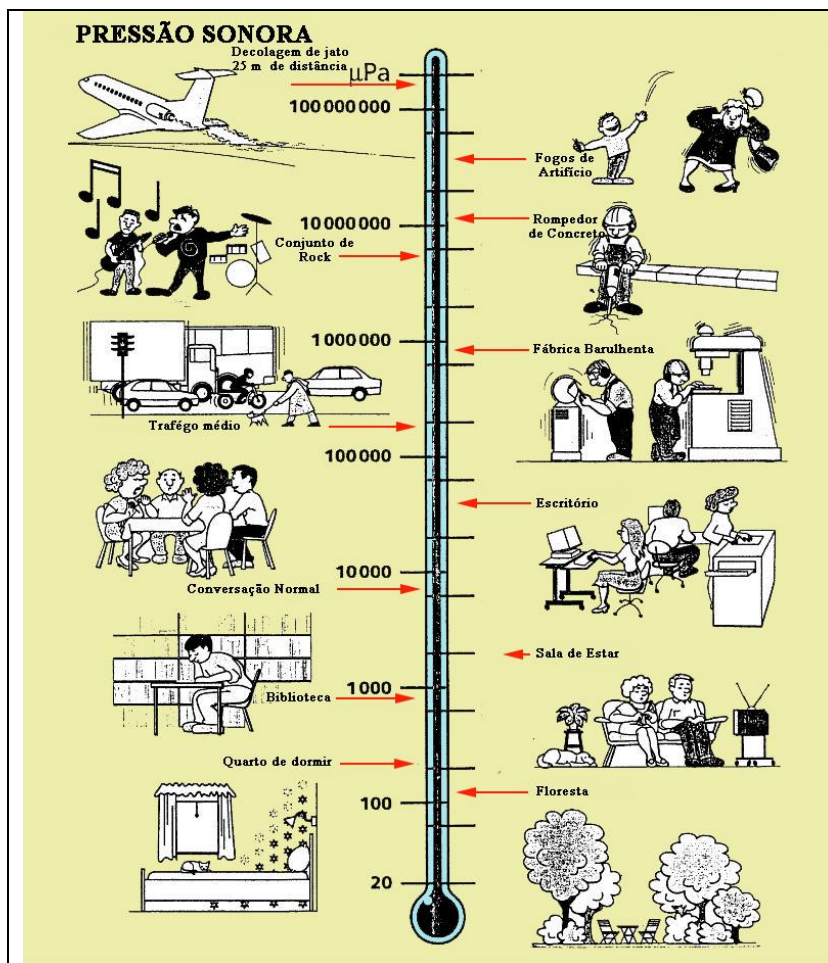 PRESSÃO SONORA
Decolagem de jato
25 m de distância
μPa
100 000 000
Fogos de
Artifício
10 000 000
Rompedor
de Concreto
Conjunto de
Rock
1 000 000
Fábrica Barulhenta
Trafégo médio
100 000
Escritório
10 000
Conversação Normal
Sala de Estar
1 000
Biblioteca
Quarto de dormir
Floresta
100
20